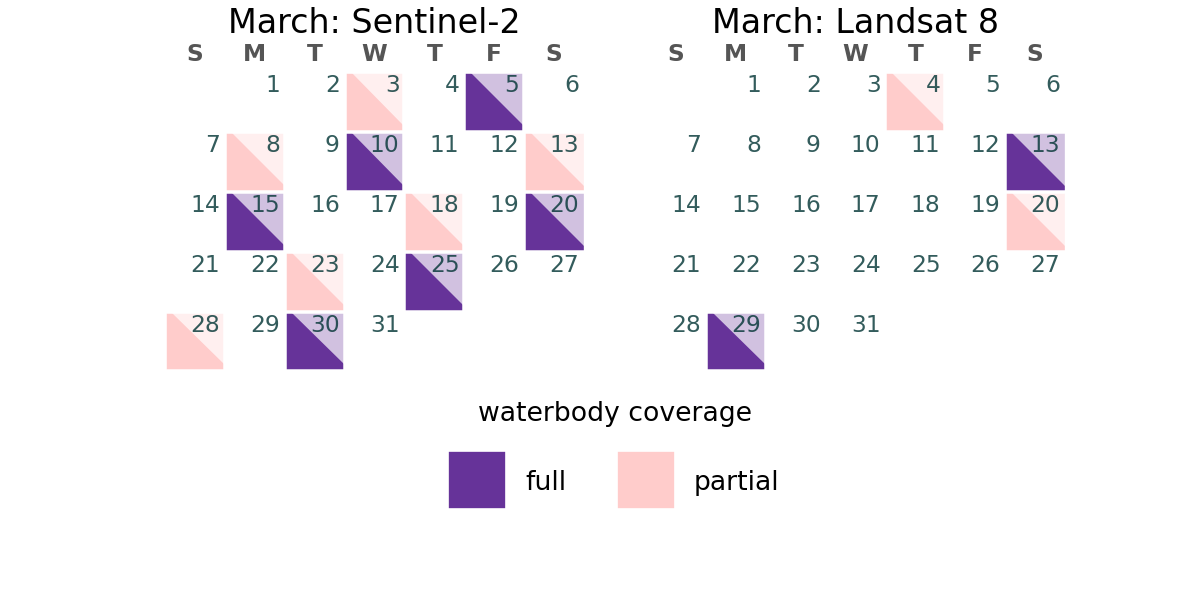 March: Sentinel-2
S M T W T F S
1 2 3 4 5 6
7 8 9 10 11 12 13
14 15 16 17 18 19 20
21 22 23 24 25 26 27
28 29 30 31
March: Landsat 8
S M T W T F S
1 2 3 4 5 6
7 8 9 10 11 12 13
14 15 16 17 18 19 20
21 22 23 24 25 26 27
28 29 30 31
waterbody coverage
full partial